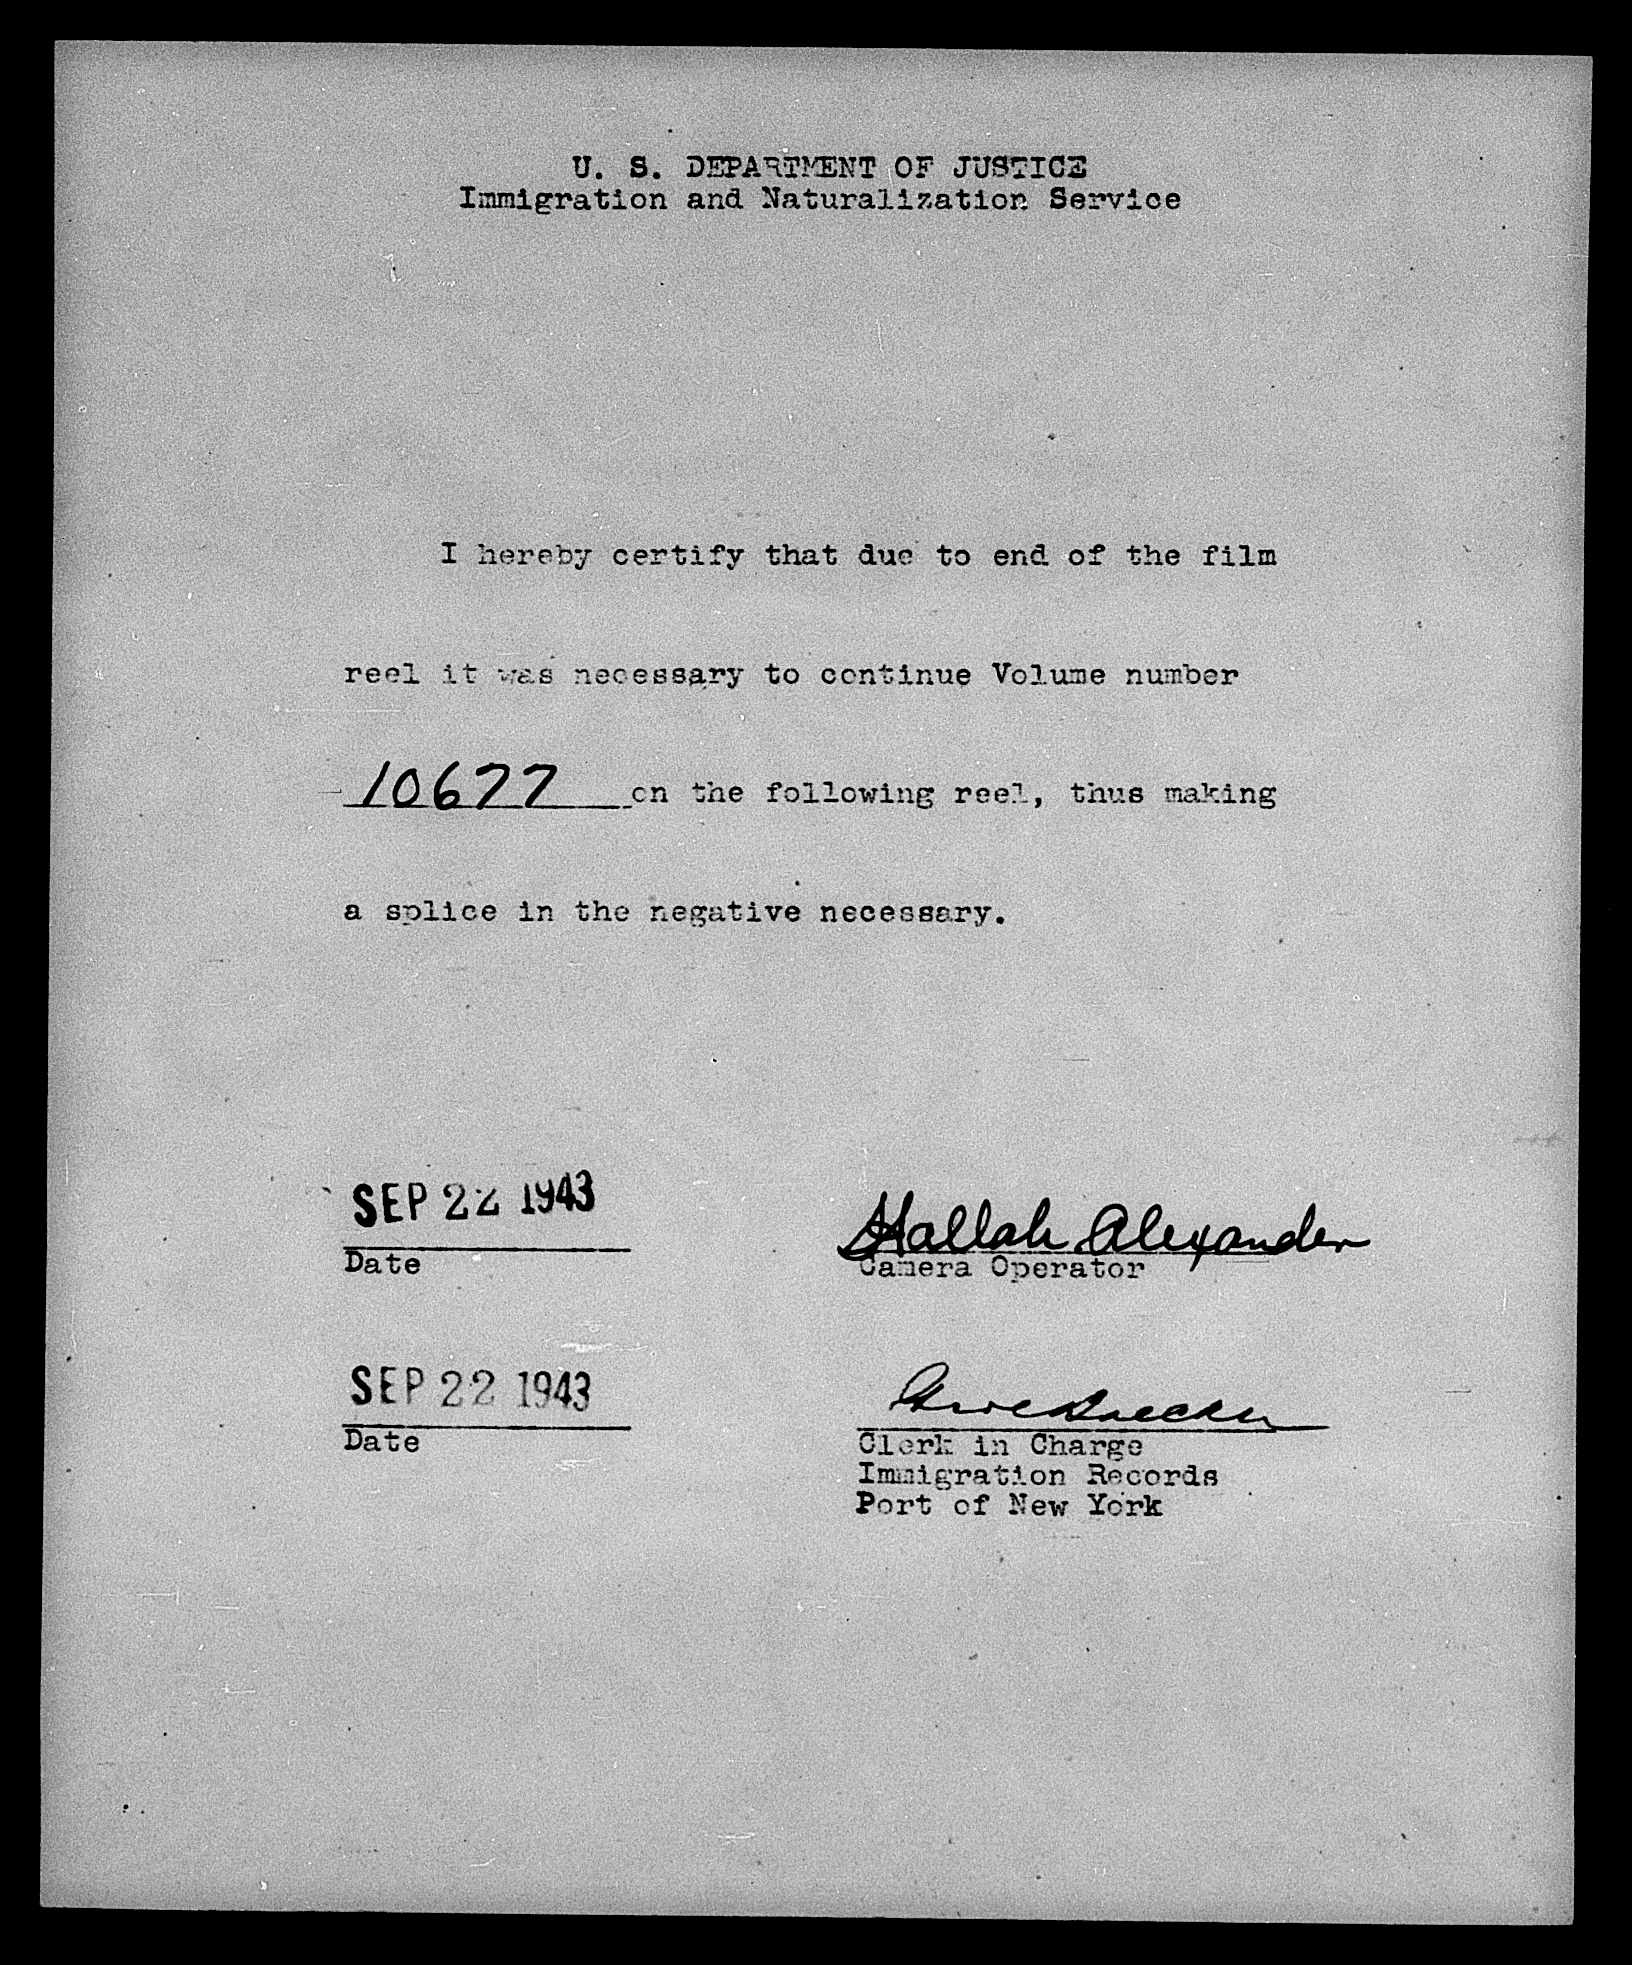 U. S. DEPARTMENT OF JUSTICE
Immigration and Naturalization Service
I hereby certify that due to end of the film
reel it was necessary to continue Volume number
10677 on the following reel, thus making
a splice in the negative necessary.
SEP 22 1943
Hallah Alexander
Date
Camera Operator
SEP 22 1943
Date
Clerk in Charge
Immigration Records
Port of New York